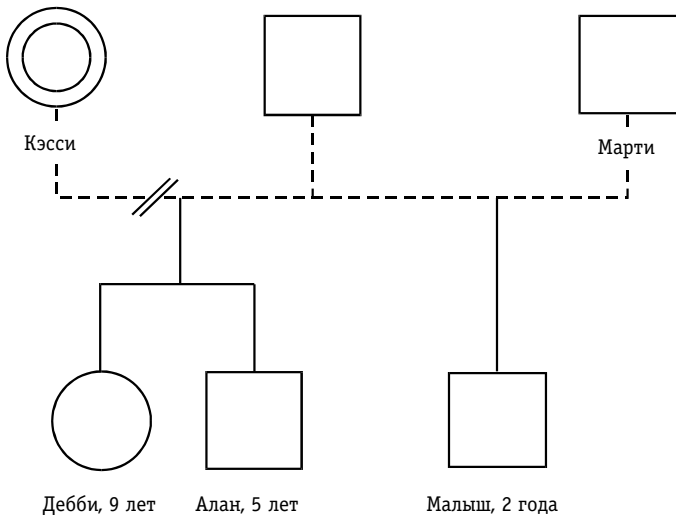 Кэсси
Марти
Дебби, 9 лет
Алан, 5 лет
Малыш, 2 года